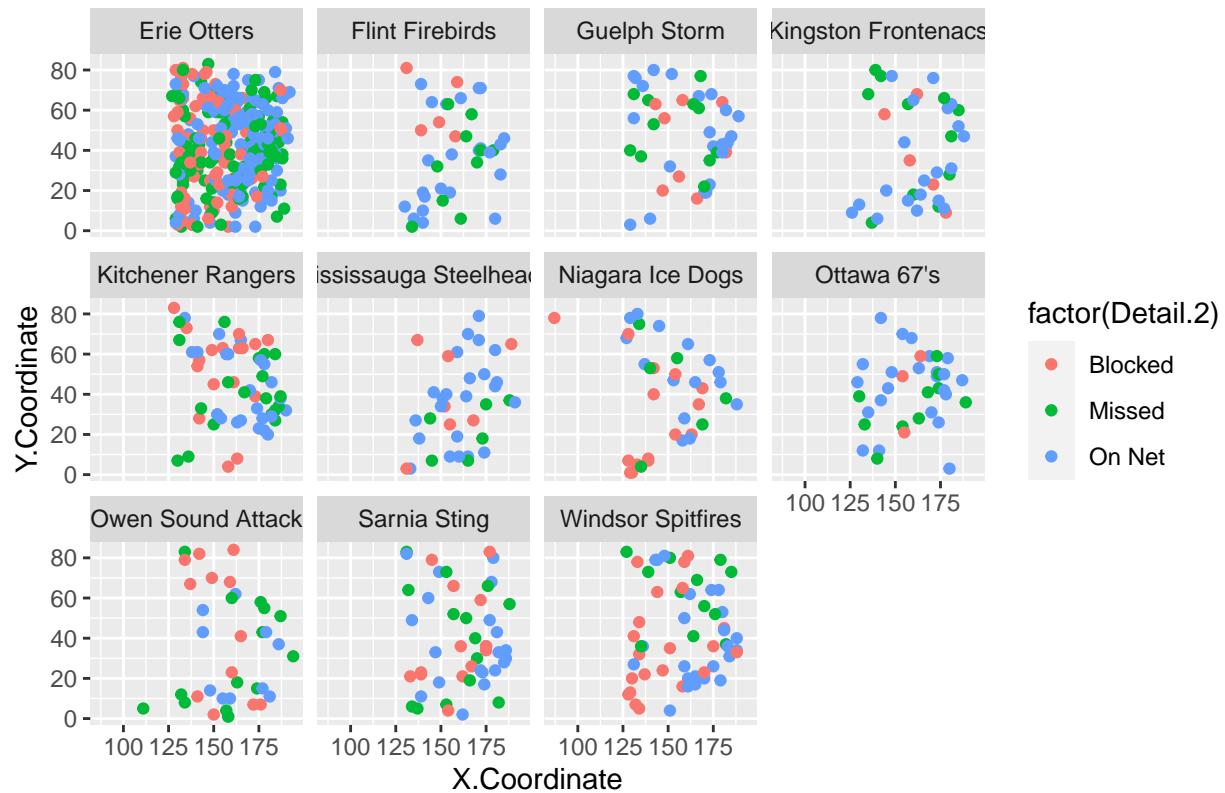 Erie Otters Flint Firebirds Guelph Storm Kingston Frontenacs
80
60
40
20
0
Kitchener Rangers ississauga Steelhead Niagara Ice Dogs Ottawa 67's
80
60
40
20
0
100 125 150 175
Owen Sound Attack Sarnia Sting Windsor Spitfires
80
60
40
20
0
100 125 150 175 100 125 150 175 100 125 150 175
X.Coordinate
Y.Coordinate
factor(Detail.2)
Blocked
Missed
On Net